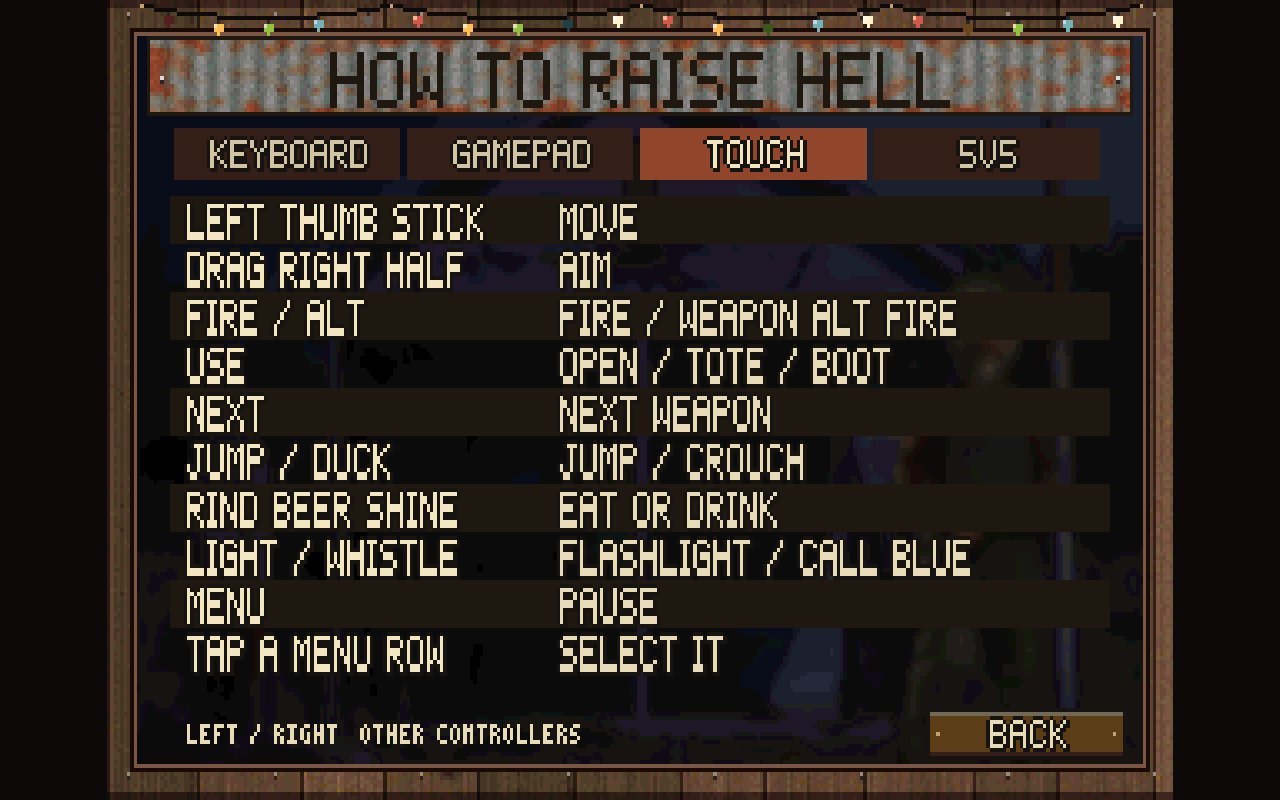 HOW TO RAISE HELL
KEYBOARD GAMEPAD TOUCH 5V5
LEFT THUMB STICK MOVE
DRAG RIGHT HALF AIM
FIRE / ALT FIRE / WEAPON ALT FIRE
USE OPEN / TOTE / BOOT
NEXT NEXT WEAPON
JUMP / DUCK JUMP / CROUCH
RIND BEER SHINE EAT OR DRINK
LIGHT / WHISTLE FLASHLIGHT / CALL BLUE
MENU PAUSE
TAP A MENU ROW SELECT IT
LEFT / RIGHT OTHER CONTROLLERS BACK